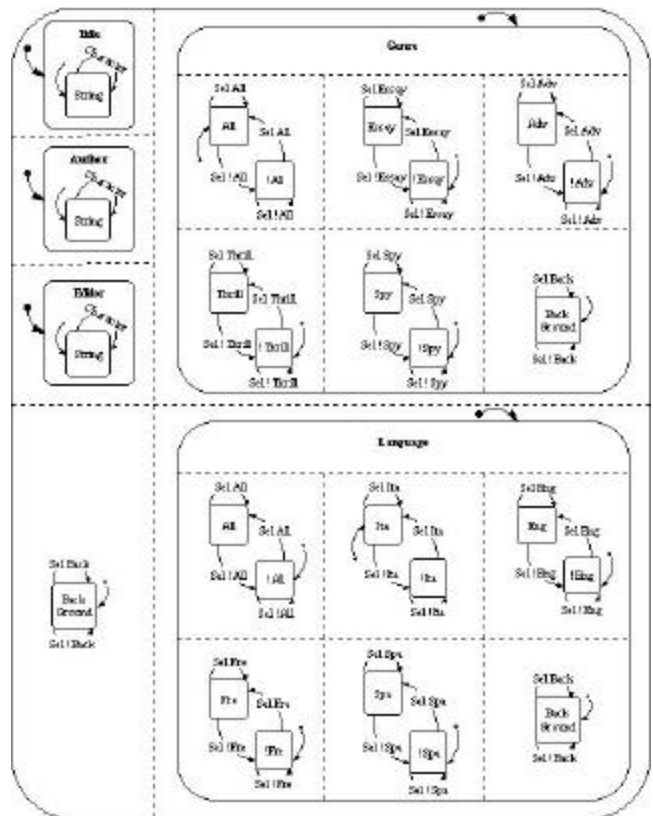 Title
Character
String
Author
Character
String
Editor
Character
String
Genre
Sel All
All
Sel All
Sel !All
!All
Sel !All
Sel Essay
Essay
Sel Essay
Sel !Essay
!Essay
Sel !Essay
Sel Adv
Adv
Sel Adv
Sel !Adv
!Adv
Sel !Adv
Sel Thrill
Thrill
Sel Thrill
Sel !Thrill
!Thrill
Sel !Thrill
Sel Spy
Spy
Sel Spy
Sel !Spy
!Spy
Sel !Spy
Sel Back
Back
Ground
Sel !Back
Sel Back
Back
Ground
Sel !Back
Language
Sel All
All
Sel All
Sel !All
!All
Sel !All
Sel Ita
Ita
Sel Ita
Sel !Ita
!Ita
Sel !Ita
Sel Eng
Eng
Sel Eng
Sel !Eng
!Eng
Sel !Eng
Sel Fre
Fre
Sel Fre
Sel !Fre
!Fre
Sel !Fre
Sel Spa
Spa
Sel Spa
Sel !Spa
!Spa
Sel !Spa
Sel Back
Back
Ground
Sel !Back